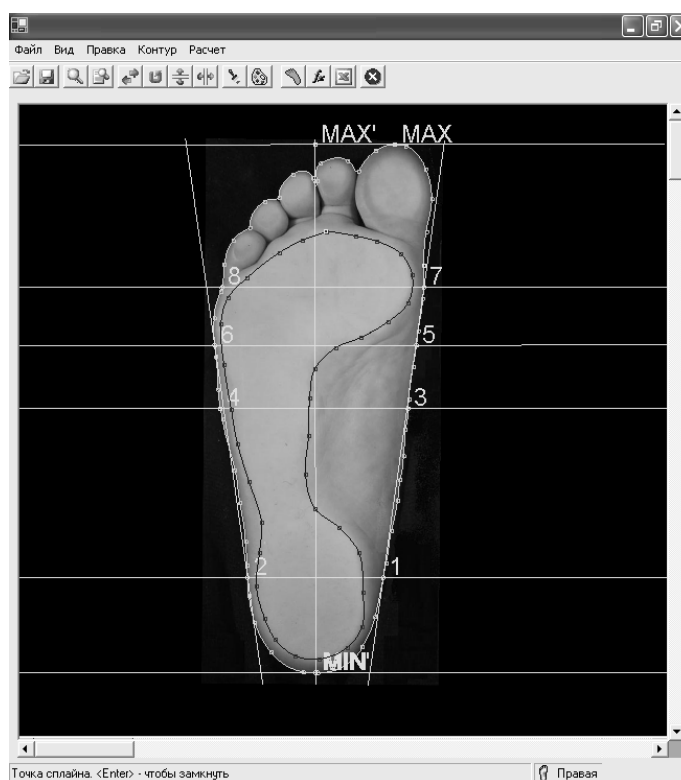 Файл Вид Правка Контур Расчет
MAX' MAX
8 7
6 5
4 3
2 1
MIN'
Точка сплайна. <Enter> - чтобы замкнуть Правая